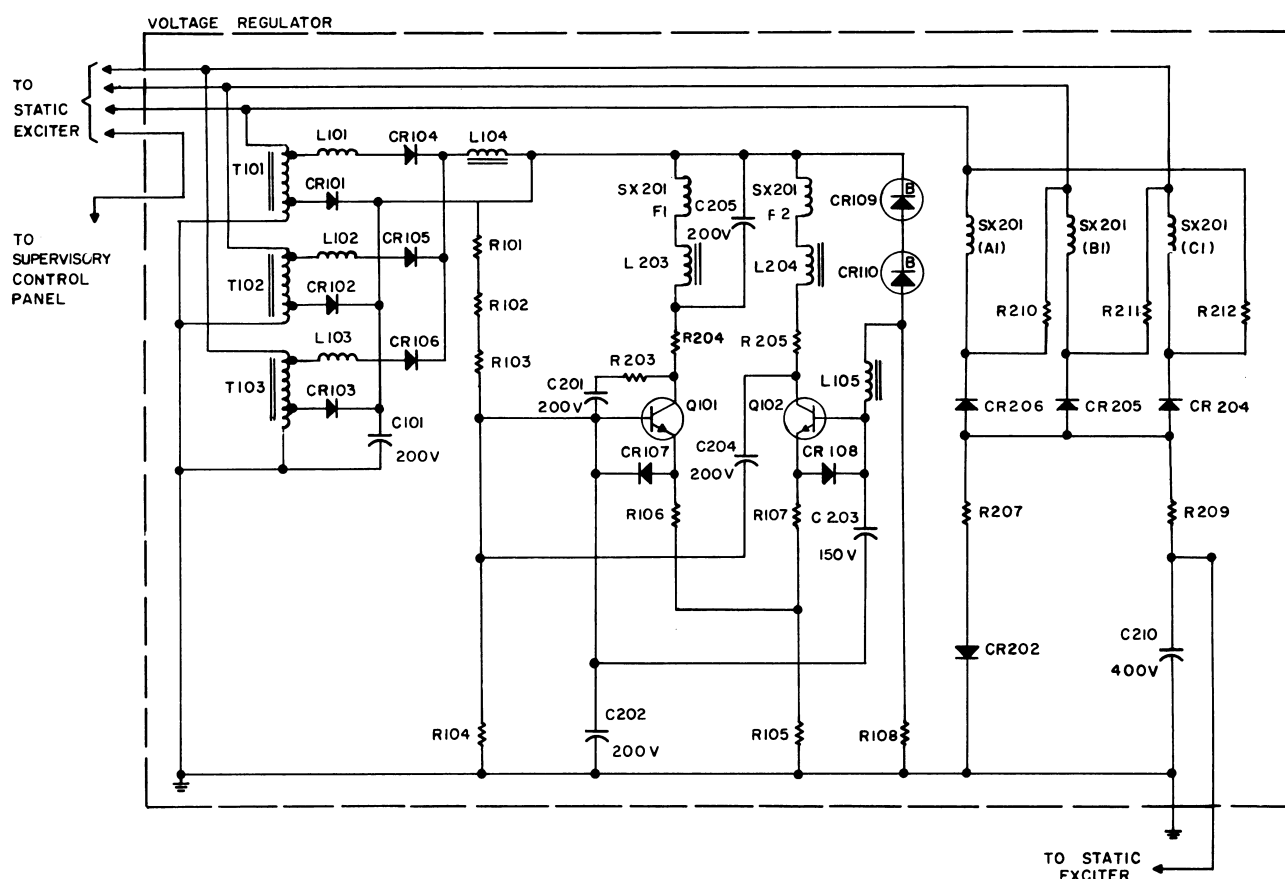 VOLTAGE REGULATOR
TO
STATIC
EXCITER
TO
SUPERVISORY
CONTROL
PANEL
L101
CR104
L104
T101
CR101
L102
CR105
T102
CR102
L103
CR106
T103
CR103
C101
200V
R101
R102
R103
SX201
F1
C205
200V
SX201
F2
B
CR109
B
CR110
L203
L204
R204
R205
R203
C201
200V
Q101
Q102
L105
C204
200V
CR107
CR108
R106
R107
C203
150V
C202
200V
R104
R105
R108
SX201
(A1)
SX201
(B1)
SX201
(C1)
R210
R211
R212
CR206
CR205
CR204
R207
R209
CR202
C210
400V
TO STATIC
EXCITER